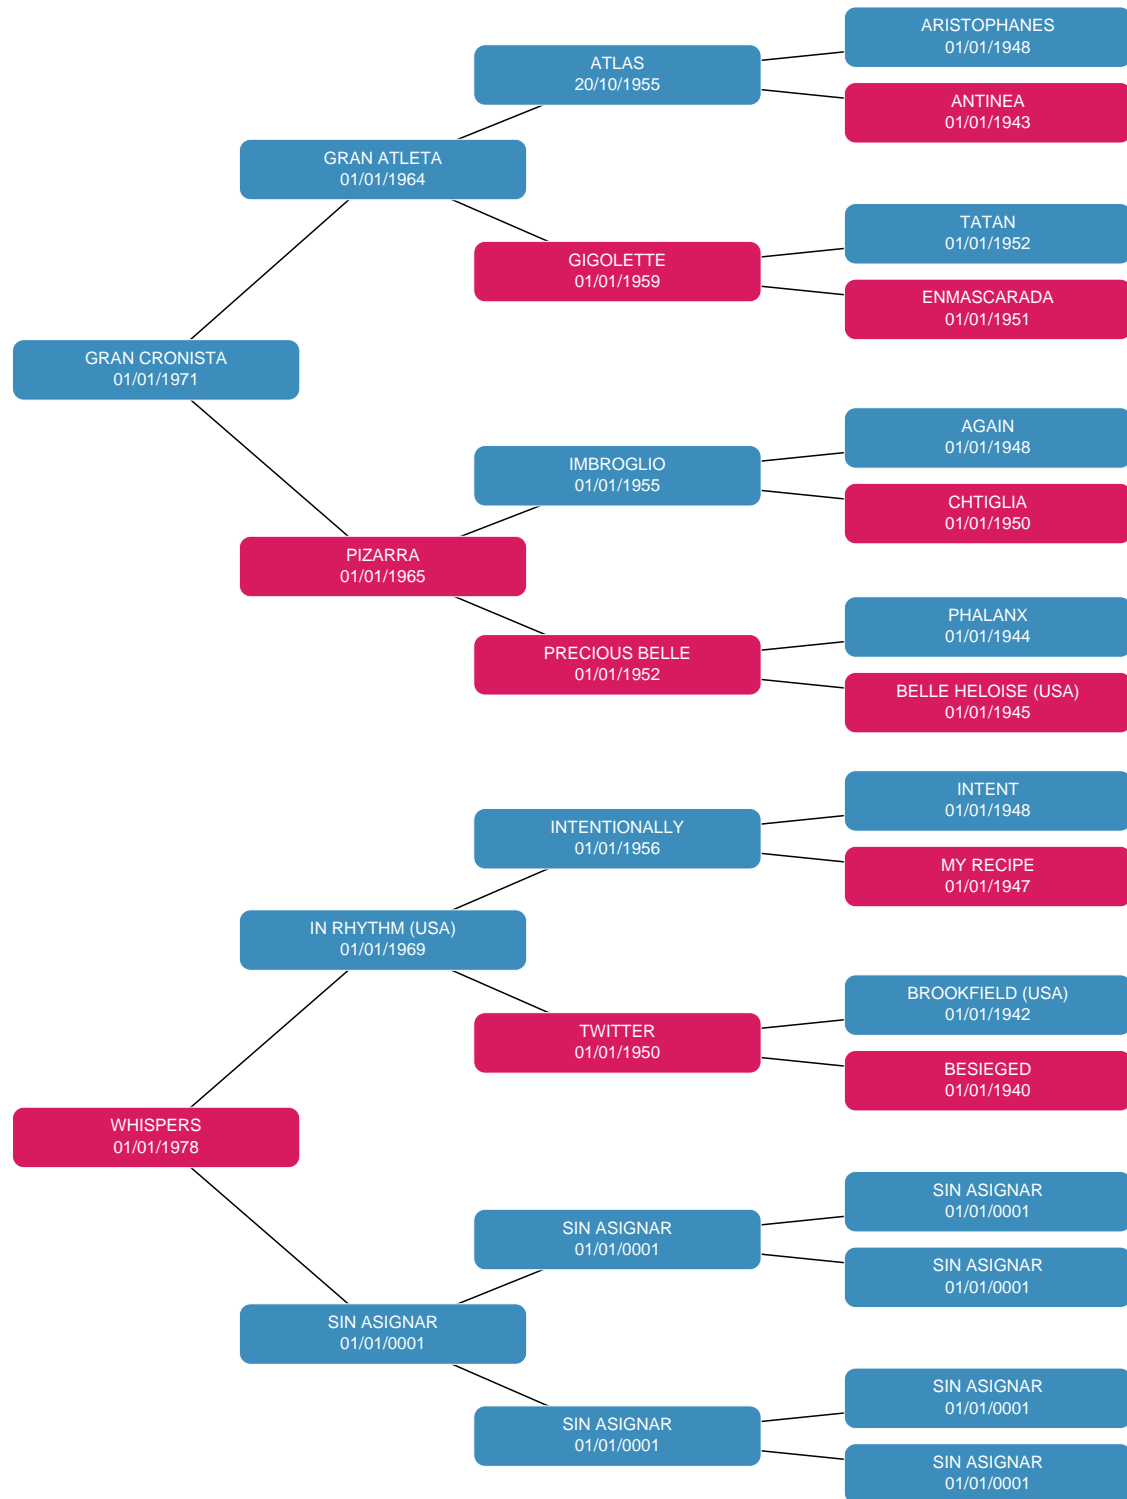 ARISTOPHANES
01/01/1948
ATLAS
20/10/1955
ANTINEA
01/01/1943
GRAN ATLETA
01/01/1964
TATAN
01/01/1952
GIGOLETTE
01/01/1959
ENMASCARADA
01/01/1951
GRAN CRONISTA
01/01/1971
AGAIN
01/01/1948
IMBROGLIO
01/01/1955
CHTIGLIA
01/01/1950
PIZARRA
01/01/1965
PHALANX
01/01/1944
PRECIOUS BELLE
01/01/1952
BELLE HELOISE (USA)
01/01/1945
INTENT
01/01/1948
INTENTIONALLY
01/01/1956
MY RECIPE
01/01/1947
IN RHYTHM (USA)
01/01/1969
BROOKFIELD (USA)
01/01/1942
TWITTER
01/01/1950
BESIEGED
01/01/1940
WHISPERS
01/01/1978
SIN ASIGNAR
01/01/0001
SIN ASIGNAR
01/01/0001
SIN ASIGNAR
01/01/0001
SIN ASIGNAR
01/01/0001
SIN ASIGNAR
01/01/0001
SIN ASIGNAR
01/01/0001
SIN ASIGNAR
01/01/0001